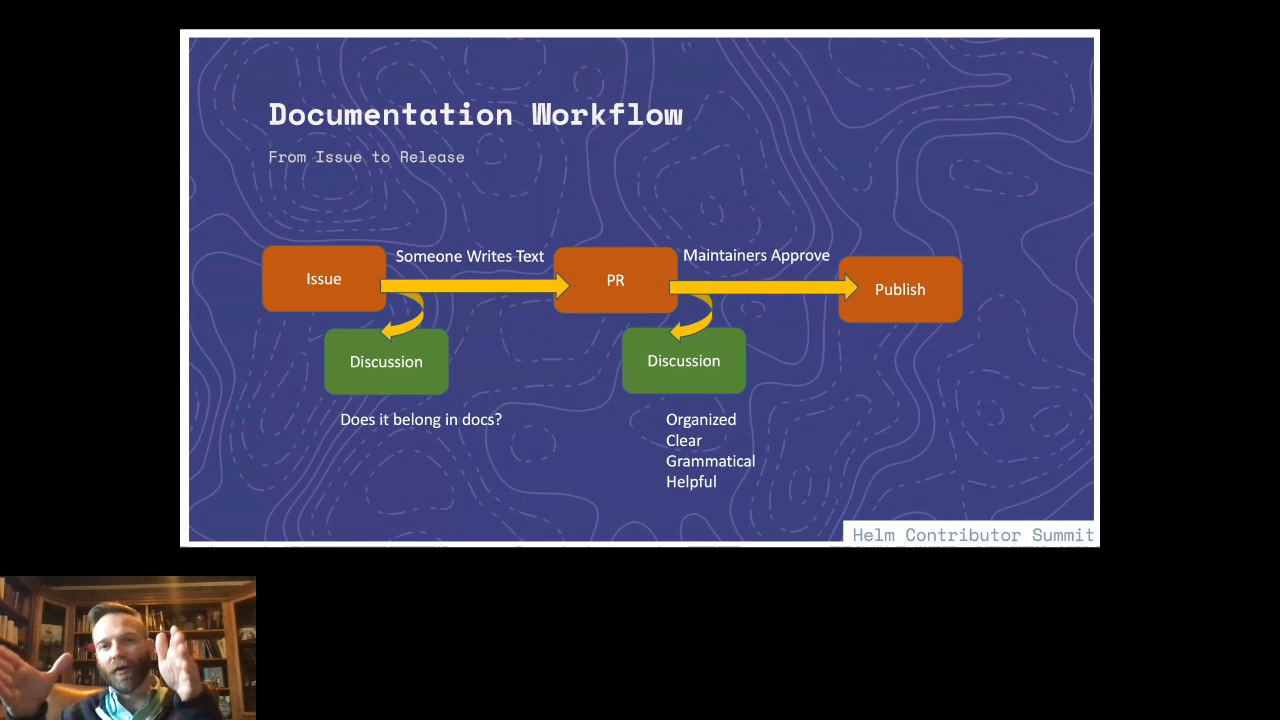 Documentation Workflow
From Issue to Release
Issue
Someone Writes Text
PR
Maintainers Approve
Publish
Discussion
Does it belong in docs?
Discussion
Organized
Clear
Grammatical
Helpful
Helm Contributor Summit